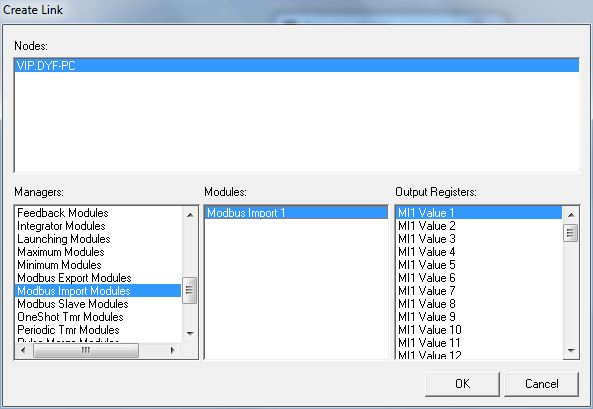 Create Link
Nodes:
VIP.DYF-PC
Managers:
Feedback Modules
Integrator Modules
Launching Modules
Maximum Modules
Minimum Modules
Modbus Export Modules
Modbus Import Modules
Modbus Slave Modules
OneShot Tmr Modules
Periodic Tmr Modules
Modules:
Modbus Import 1
Output Registers:
MI1 Value 1
MI1 Value 2
MI1 Value 3
MI1 Value 4
MI1 Value 5
MI1 Value 6
MI1 Value 7
MI1 Value 8
MI1 Value 9
MI1 Value 10
MI1 Value 11
MI1 Value 12
OK
Cancel